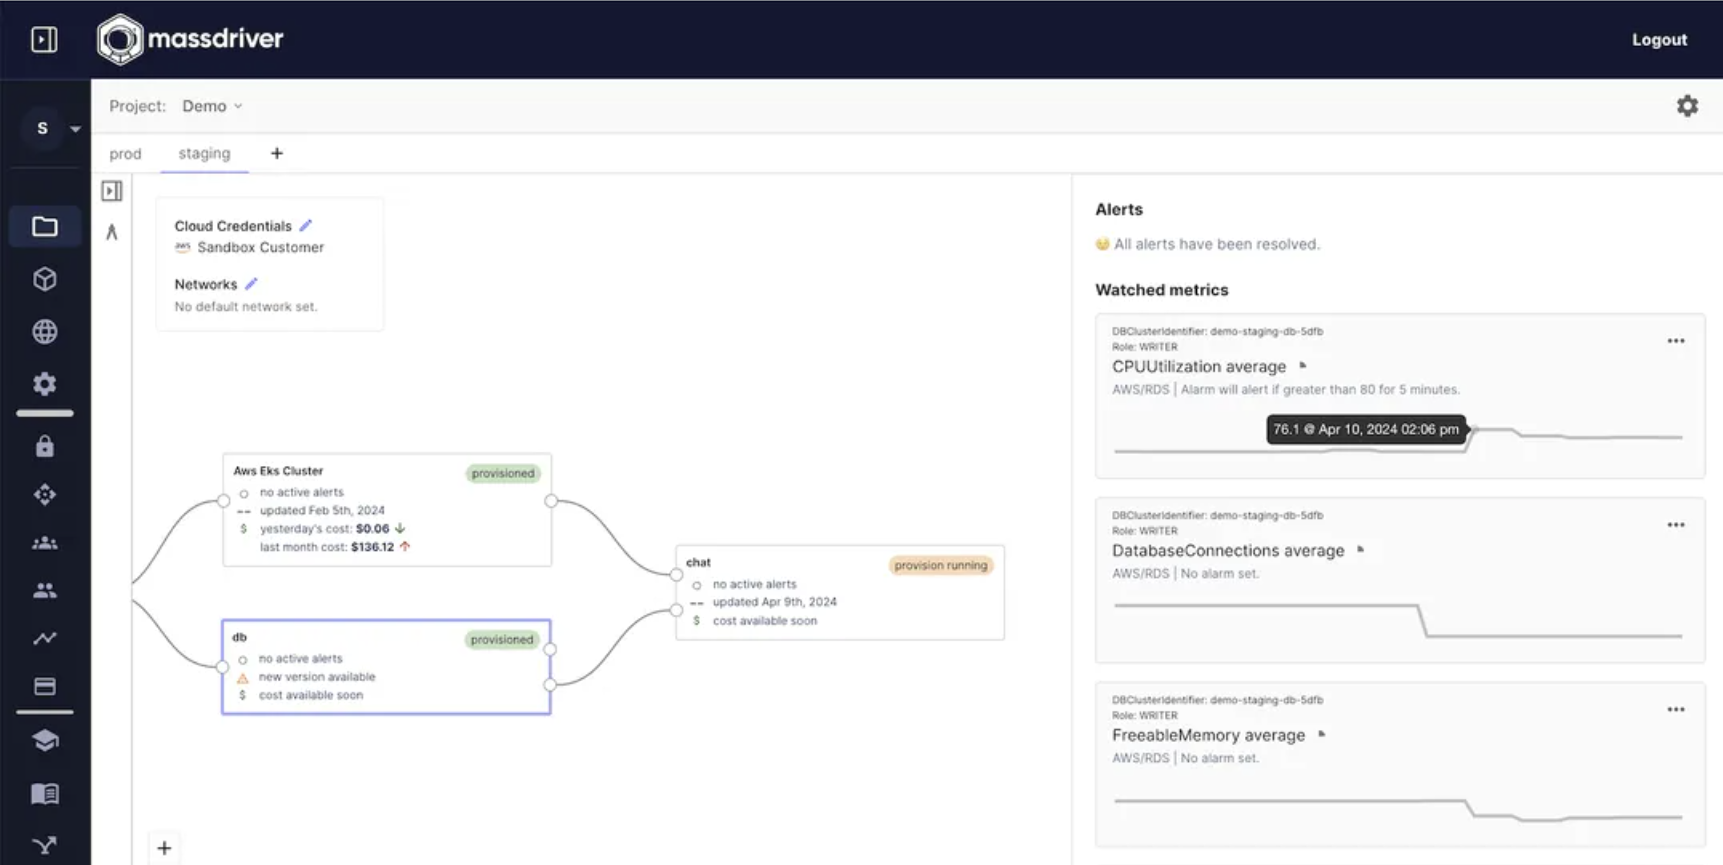 massdriver
Logout
S
Project: Demo
prod
staging
+
Cloud Credentials
aws Sandbox Customer
Networks
No default network set.
Aws Eks Cluster
provisioned
no active alerts
-- updated Feb 5th, 2024
$ yesterday's cost: $0.06 ↓
last month cost: $136.12 ↑
db
provisioned
no active alerts
new version available
$ cost available soon
chat
provision running
no active alerts
-- updated Apr 9th, 2024
$ cost available soon
+
Alerts
All alerts have been resolved.
Watched metrics
DBClusterIdentifier: demo-staging-db-5dfb
Role: WRITER
CPUUtilization average
AWS/RDS | Alarm will alert if greater than 80 for 5 minutes.
76.1 @ Apr 10, 2024 02:06 pm
DBClusterIdentifier: demo-staging-db-5dfb
Role: WRITER
DatabaseConnections average
AWS/RDS | No alarm set.
DBClusterIdentifier: demo-staging-db-5dfb
Role: WRITER
FreeableMemory average
AWS/RDS | No alarm set.